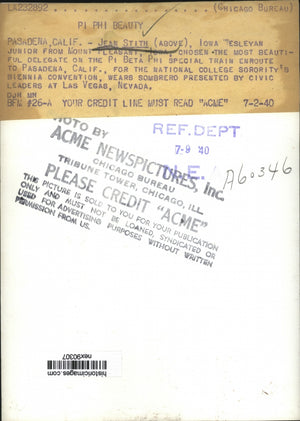 LA232892 (CHICAGO BUREAU)
PI PHI BEAUTY
PASADENA, CALIF. - JEAN STITH (ABOVE), IOWA WESLEYAN
JUNIOR FROM MOUNT PLEASANT, IOWA, CHOSEN THE MOST BEAUTI-
FUL DELEGATE ON THE PI BETA PHI SPECIAL TRAIN ENROUTE
TO PASADENA, CALIF., FOR THE NATIONAL COLLEGE SORORITY'S
BIENNIA CONVENTION, WEARS SOMBRERO PRESENTED BY CIVIC
LEADERS AT LAS VEGAS, NEVADA.
BFM #26-A YOUR CREDIT LINE MUST READ "ACME" 7-2-40
REF. DEPT
7-9 40
A60346
PHOTO BY
ACME NEWSPICTURES, Inc.
CHICAGO BUREAU
TRIBUNE TOWER, CHICAGO, ILL.
PLEASE CREDIT "ACME"
THIS PICTURE IS SOLD TO YOU FOR YOUR PUBLICATION
ONLY AND MUST NOT BE LOANED, SYNDICATED OR
USED FOR ADVERTISING PURPOSES WITHOUT WRITTEN
PERMISSION FROM US.
historicimages.com
nex90307